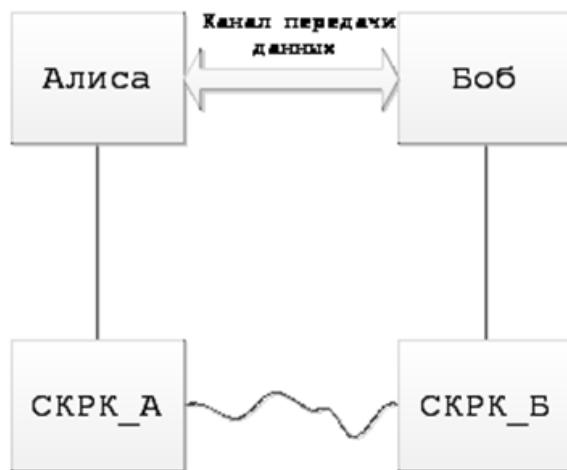 Канал передачи
данных
Алиса
Боб
СКРК_А
СКРК_Б